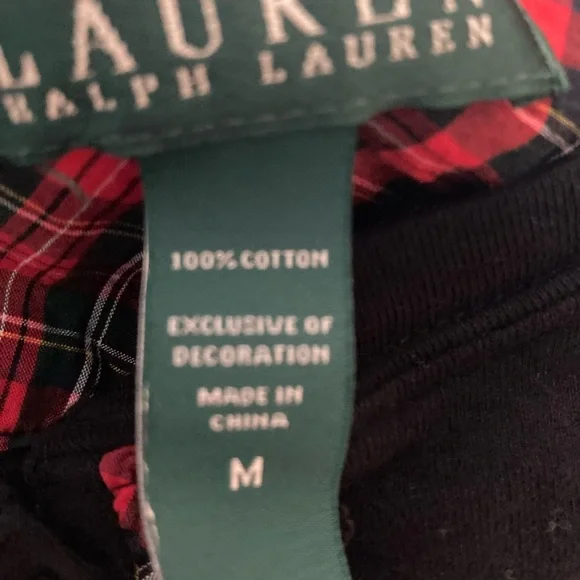 LAUREN
RALPH LAUREN
100% COTTON
EXCLUSIVE OF
DECORATION
MADE IN
CHINA
M